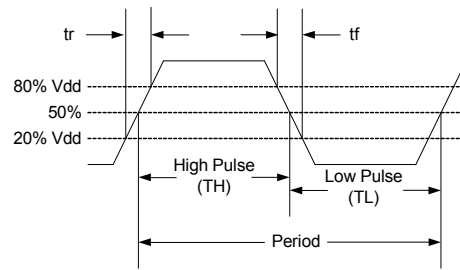 tr
tf
80% Vdd
50%
20% Vdd
High Pulse
(TH)
Low Pulse
(TL)
Period